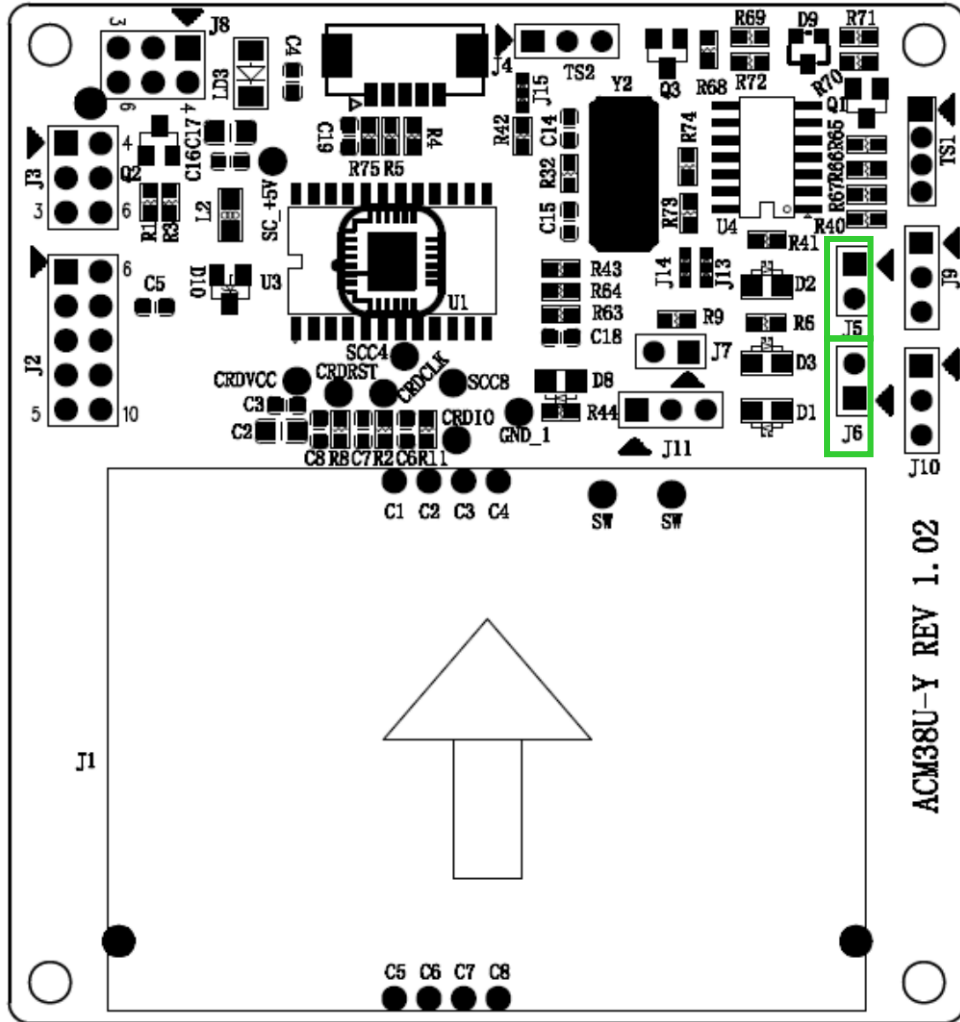 3
J8
LD3
C4
J4
TS2
J15
Q3
R68
R69
R72
D9
R71
R70
Q1
6
4
C17
C16
C19
R75
R5
R4
R42
C14
Y2
R74
R65
R66
R67
TS1
J3
4
Q2
3
6
R1
R3
L2
SC_+5V
R32
C15
R73
U4
R40
R41
J2
6
C5
D10
U3
U1
R43
R64
R63
C18
J14
J13
D2
J5
J9
R9
R6
J7
D3
5
10
SCC4
CRDVCC
CRDRST
CRDCLK
SCC8
C3
C2
CRDIO
GND_1
D8
R44
J11
D1
J6
J10
C8
R8
C7
R2
C6
R11
C1 C2 C3 C4
SW SW
ACM38U-Y REV 1.02
J1
C5 C6 C7 C8